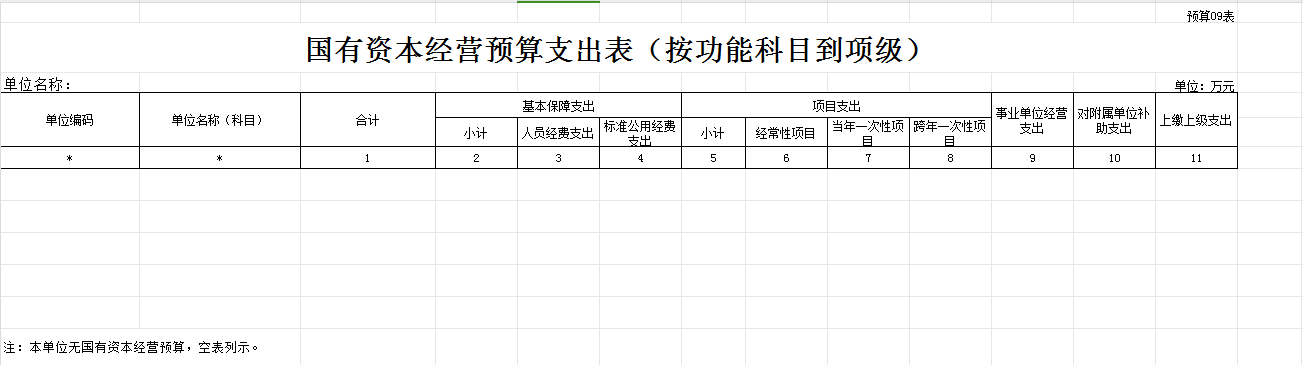 预算09表
国有资本经营预算支出表（按功能科目到项级）
单位名称：
单位：万元
单位编码
单位名称（科目）
合计
基本保障支出
项目支出
事业单位经营
支出
对附属单位补
助支出
上缴上级支出
小计
人员经费支出
标准公用经费
支出
小计
经常性项目
当年一次性项
目
跨年一次性项
目
*
*
1
2
3
4
5
6
7
8
9
10
11
注：本单位无国有资本经营预算，空表列示。